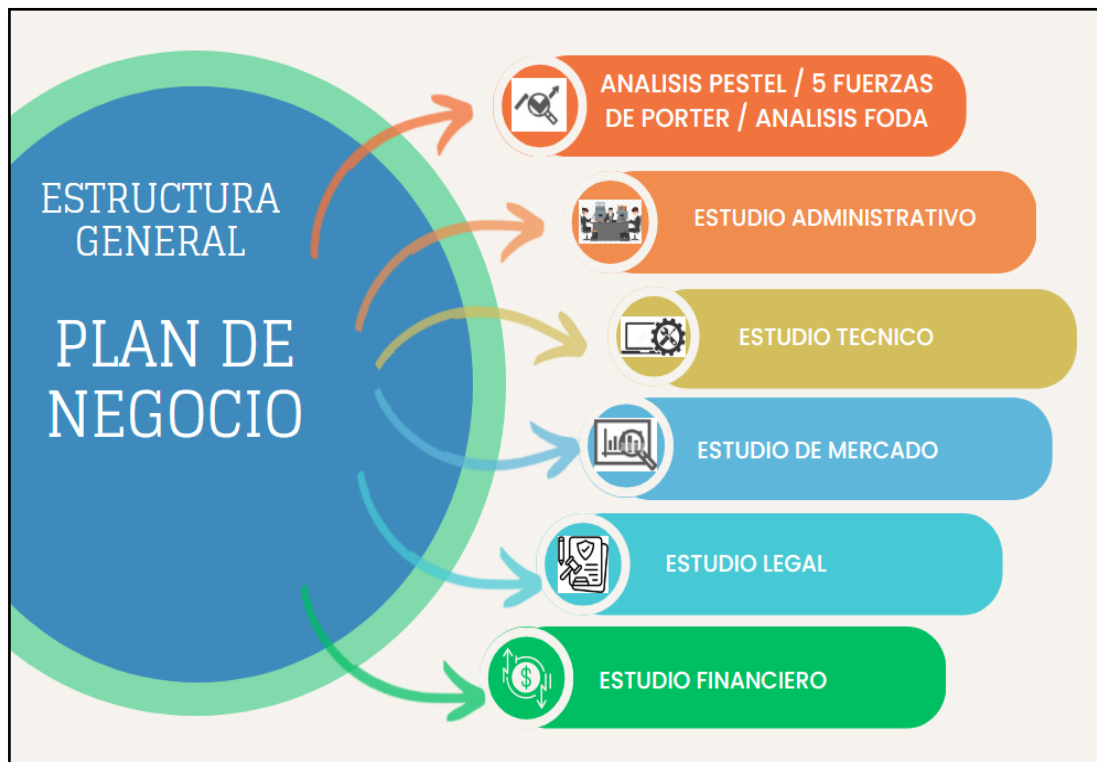 ESTRUCTURA
GENERAL
PLAN DE
NEGOCIO
ANALISIS PESTEL / 5 FUERZAS
DE PORTER / ANALISIS FODA
ESTUDIO ADMINISTRATIVO
ESTUDIO TECNICO
ESTUDIO DE MERCADO
ESTUDIO LEGAL
ESTUDIO FINANCIERO